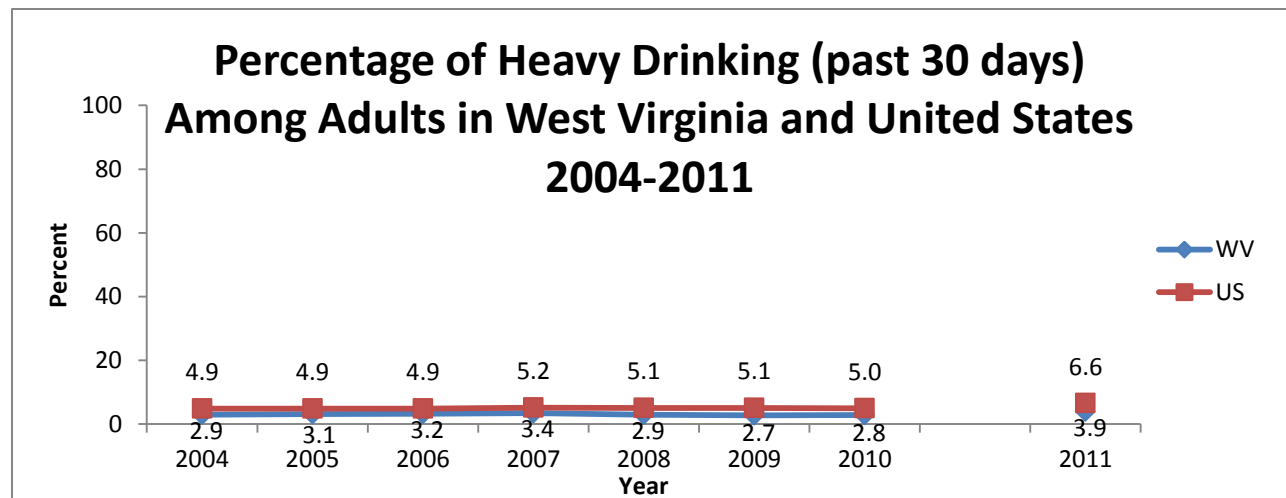 Percentage of Heavy Drinking (past 30 days)
Among Adults in West Virginia and United States
2004-2011
100
80
60
40
20
0
Percent
4.9 4.9 4.9 5.2 5.1 5.1 5.0 6.6
2.9 3.1 3.2 3.4 2.9 2.7 2.8 3.9
2004 2005 2006 2007 2008 2009 2010 2011
Year
WV
US